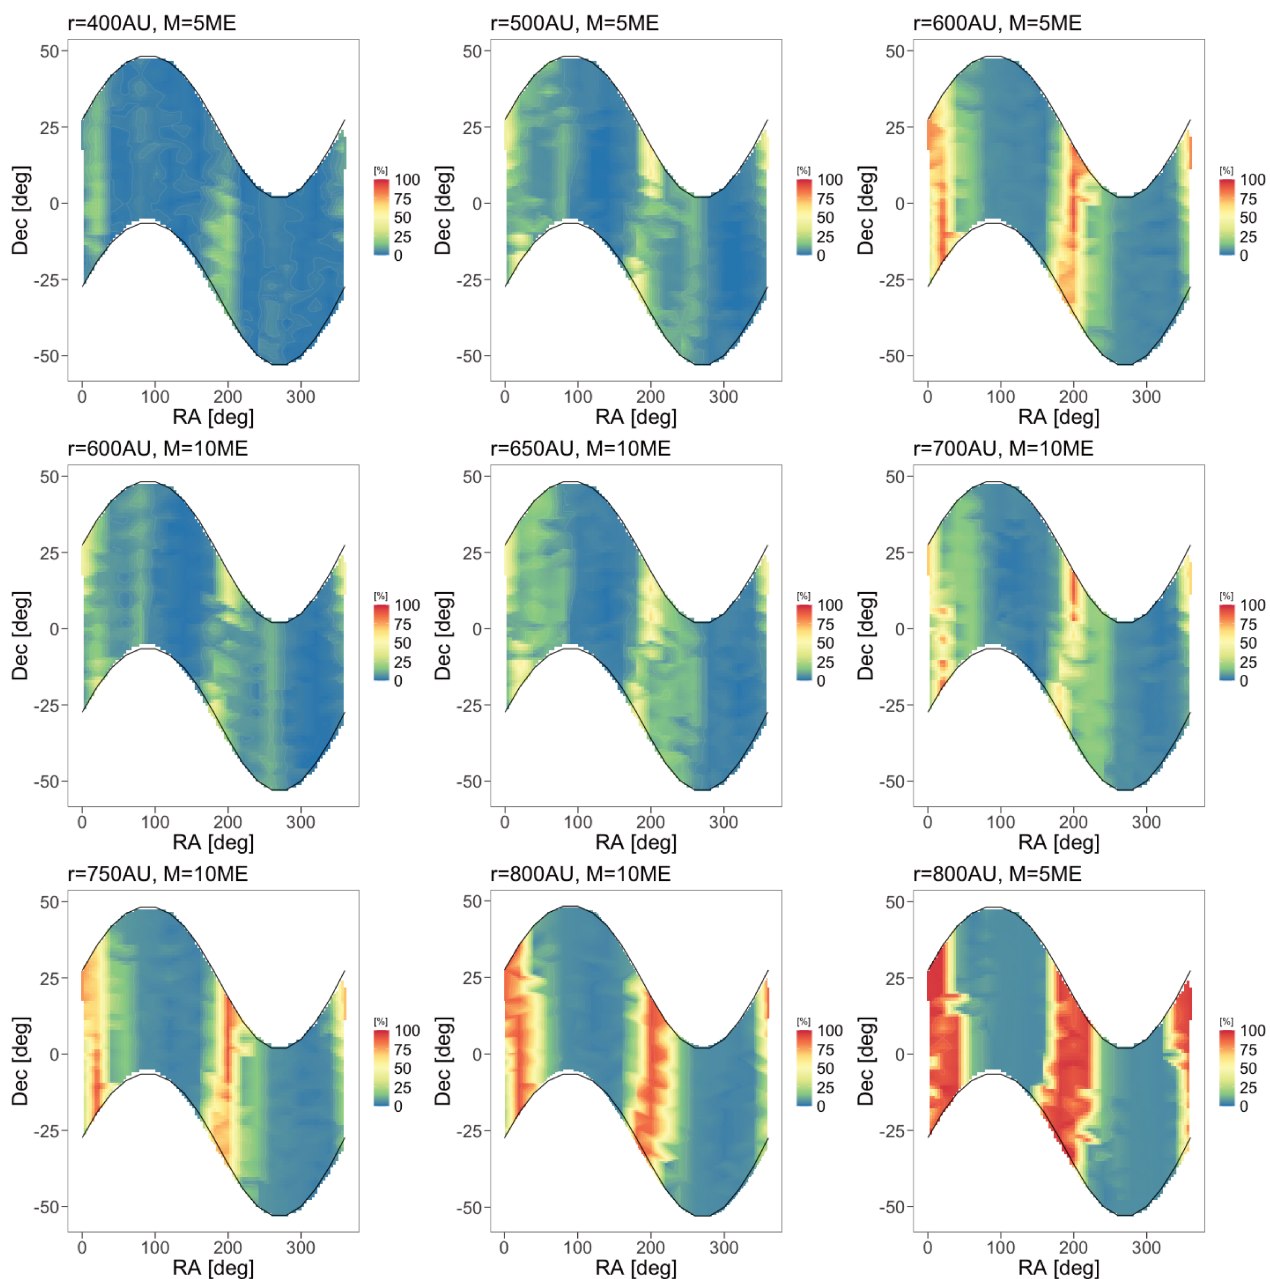 r=400AU, M=5ME
50
25
0
-25
-50
Dec [deg]
0 100 200 300
RA [deg]
[%]
100
75
50
25
0
r=500AU, M=5ME
50
25
0
-25
-50
Dec [deg]
0 100 200 300
RA [deg]
[%]
100
75
50
25
0
r=600AU, M=5ME
50
25
0
-25
-50
Dec [deg]
0 100 200 300
RA [deg]
[%]
100
75
50
25
0
r=600AU, M=10ME
50
25
0
-25
-50
Dec [deg]
0 100 200 300
RA [deg]
[%]
100
75
50
25
0
r=650AU, M=10ME
50
25
0
-25
-50
Dec [deg]
0 100 200 300
RA [deg]
[%]
100
75
50
25
0
r=700AU, M=10ME
50
25
0
-25
-50
Dec [deg]
0 100 200 300
RA [deg]
[%]
100
75
50
25
0
r=750AU, M=10ME
50
25
0
-25
-50
Dec [deg]
0 100 200 300
RA [deg]
[%]
100
75
50
25
0
r=800AU, M=10ME
50
25
0
-25
-50
Dec [deg]
0 100 200 300
RA [deg]
[%]
100
75
50
25
0
r=800AU, M=5ME
50
25
0
-25
-50
Dec [deg]
0 100 200 300
RA [deg]
[%]
100
75
50
25
0